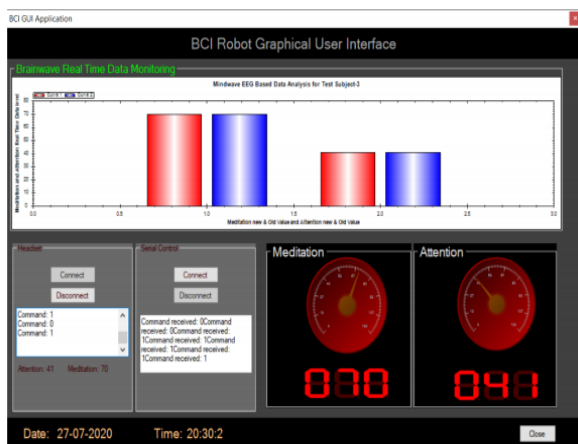 BCI GUI Application
BCI Robot Graphical User Interface
Brainwave Real Time Data Monitoring
Mindwave EEG Based Data Analysis for Test Subject-3
Meditation and Attention Real Time Data level
0.0 0.5 1.0 1.5 2.0 2.5 3.0
Meditation new & Old Value and Attention new & Old Value
Headset
Connect
Disconnect
Command: 1
Command: 0
Command: 1
Attention: 41 Meditation: 70
Serial Control
Connect
Disconnect
Command received: 0Command
received: 0Command received:
1Command received: 1Command
received: 1Command received:
1Command received: 1
Meditation
070
Attention
041
Date: 27-07-2020 Time: 20:30:2
Close